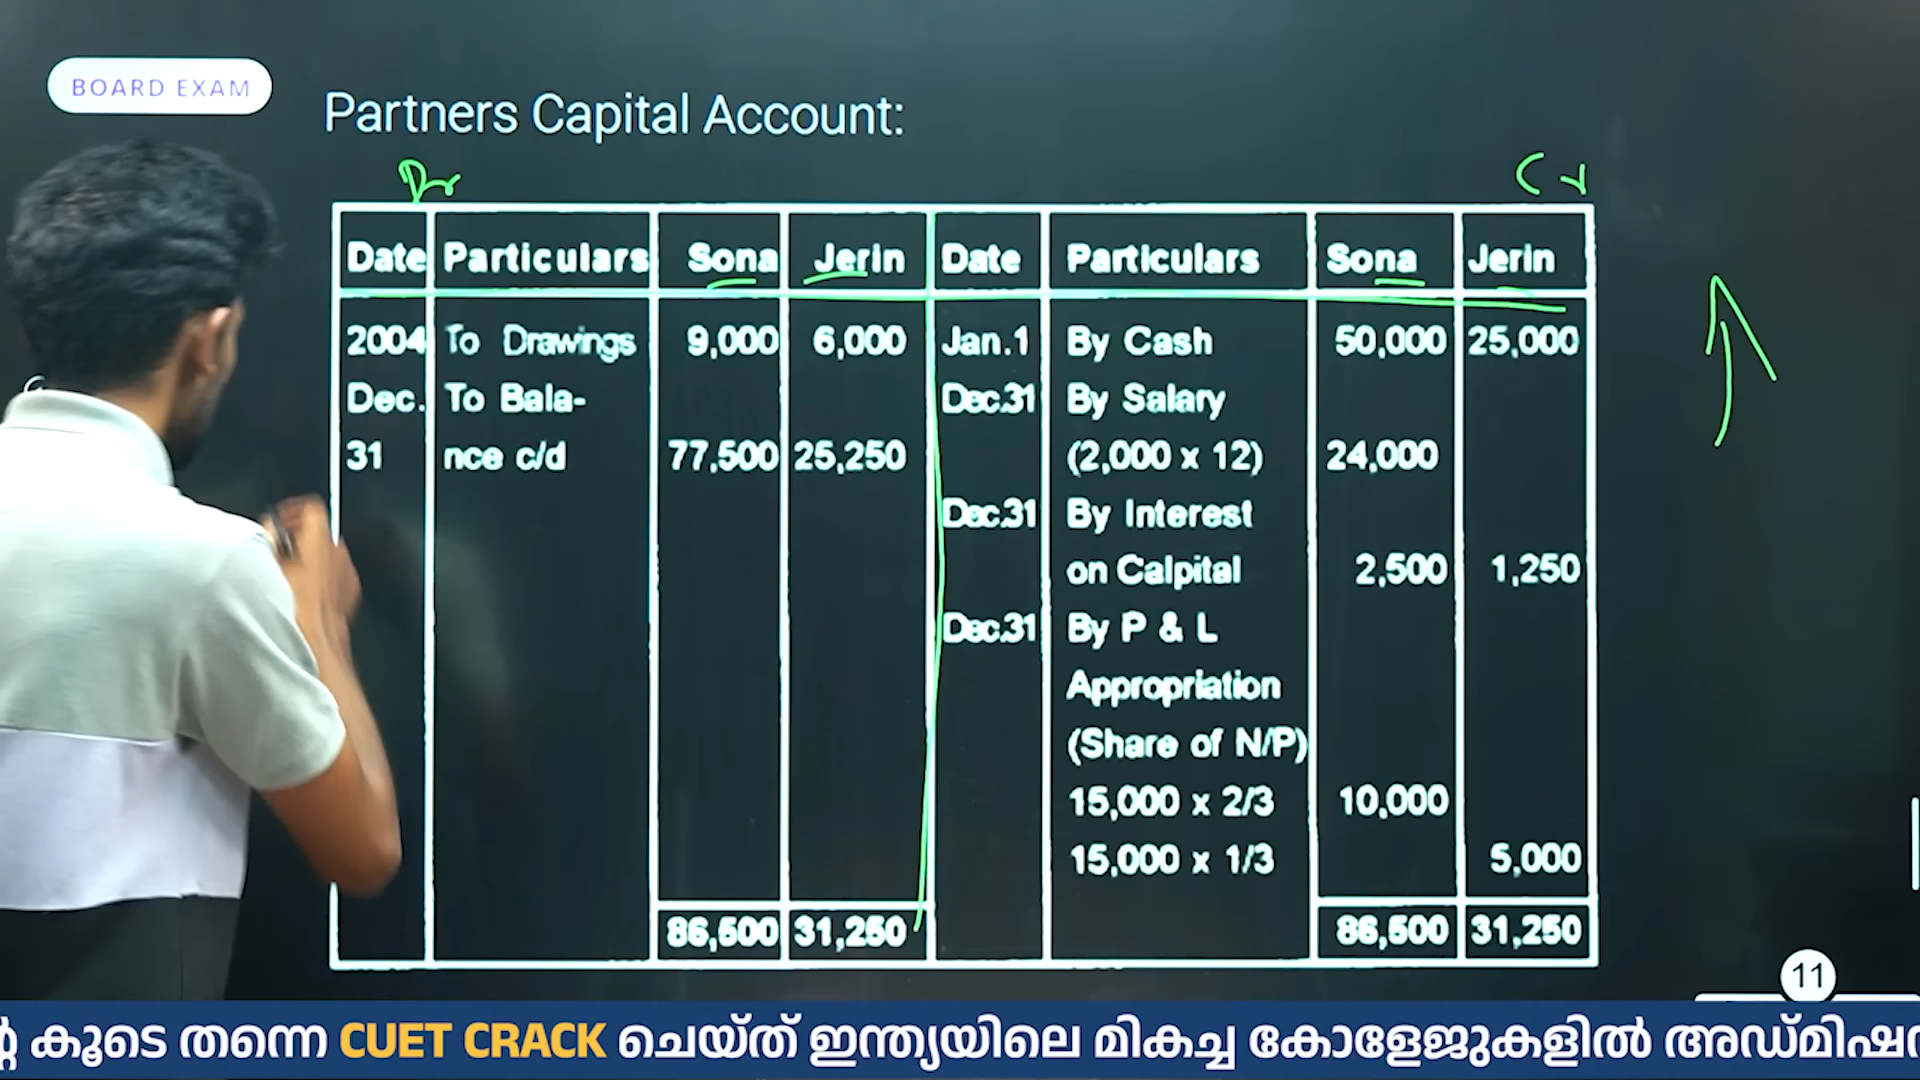 BOARD EXAM
Partners Capital Account:
Dr
Cr
Date Particulars Sona Jerin Date Particulars Sona Jerin
2004 To Drawings 9,000 6,000 Jan.1 By Cash 50,000 25,000
Dec. To Bala- Dec.31 By Salary
31 nce c/d 77,500 25,250 (2,000 x 12) 24,000
Dec.31 By Interest
on Calpital 2,500 1,250
Dec.31 By P & L
Appropriation
(Share of N/P)
15,000 x 2/3 10,000
15,000 x 1/3 5,000
86,500 31,250 86,500 31,250
11
കൂടെ തന്നെ CUET CRACK ചെയ്ത് ഇന്ത്യയിലെ മികച്ച കോളേജുകളിൽ